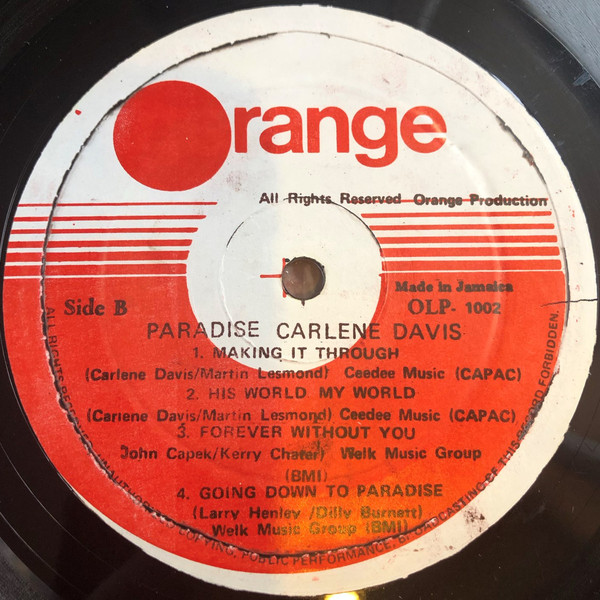 Orange
All Rights Reserved Orange Production
Made in Jamaica
Side B
OLP- 1002
PARADISE CARLENE DAVIS
1. MAKING IT THROUGH
(Carlene Davis/Martin Lesmond) Ceedee Music (CAPAC)
2. HIS WORLD MY WORLD
(Carlene Davis/Martin Lesmond) Ceedee Music (CAPAC)
3. FOREVER WITHOUT YOU
John Capek/Kerry Chater) Welk Music Group
(BMI)
4. GOING DOWN TO PARADISE
(Larry Henley /Dilly Burnett)
Welk Music Group (BMI)
ALL RIGHTS COPYING, PUBLIC PERFORMANCE, BROADCASTING OF THIS RECORD FORBIDDEN.